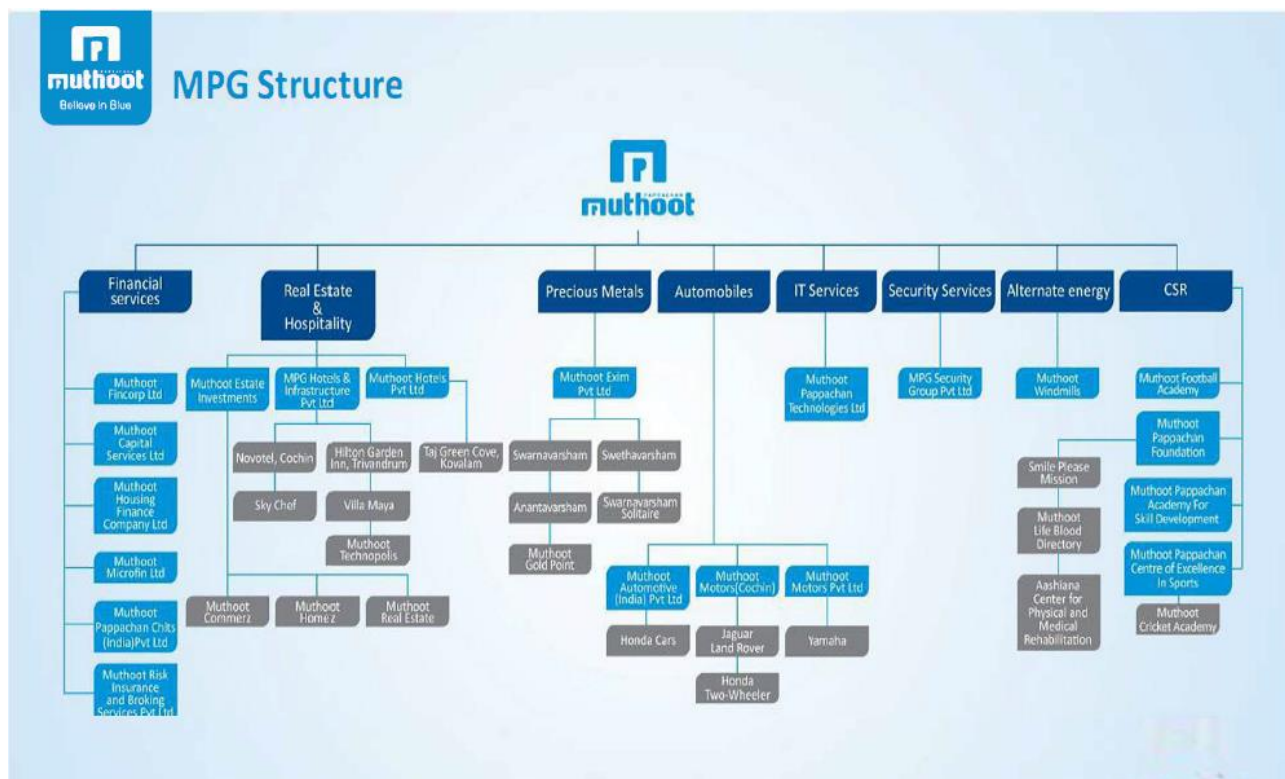 muthoot
Believe in Blue
MPG Structure
PAPPACHAN
muthoot
Financial
services
Real Estate
&
Hospitality
Precious Metals
Automobiles
IT Services
Security Services
Alternate energy
CSR
Muthoot
Fincorp Ltd
Muthoot
Capital
Services Ltd
Muthoot
Housing
Finance
Company Ltd
Muthoot
Microfin Ltd
Muthoot
Pappachan Chits
(India)Pvt Ltd
Muthoot Risk
Insurance
and Broking
Services Pvt Ltd
Muthoot Estate
Investments
MPG Hotels &
Infrastructure
Pvt Ltd
Muthoot Hotels
Pvt Ltd
Novotel, Cochin
Hilton Garden
Inn, Trivandrum
Taj Green Cove,
Kovalam
Sky Chef
Villa Maya
Muthoot
Technopolis
Muthoot
Commerz
Muthoot
Homez
Muthoot
Real Estate
Muthoot Exim
Pvt Ltd
Swarnavarsham
Swethavarsham
Anantavarsham
Swarnavarsham
Solitaire
Muthoot
Gold Point
Muthoot
Automotive
(India) Pvt Ltd
Muthoot
Motors(Cochin)
Muthoot
Motors Pvt Ltd
Honda Cars
Jaguar
Land Rover
Yamaha
Honda
Two-Wheeler
Muthoot
Pappachan
Technologies Ltd
MPG Security
Group Pvt Ltd
Muthoot
Windmills
Muthoot Football
Academy
Muthoot
Pappachan
Foundation
Smile Please
Mission
Muthoot
Life Blood
Directory
Aashiana
Center for
Physical and
Medical
Rehabilitation
Muthoot Pappachan
Academy For
Skill Development
Muthoot Pappachan
Centre of Excellence
In Sports
Muthoot
Cricket Academy